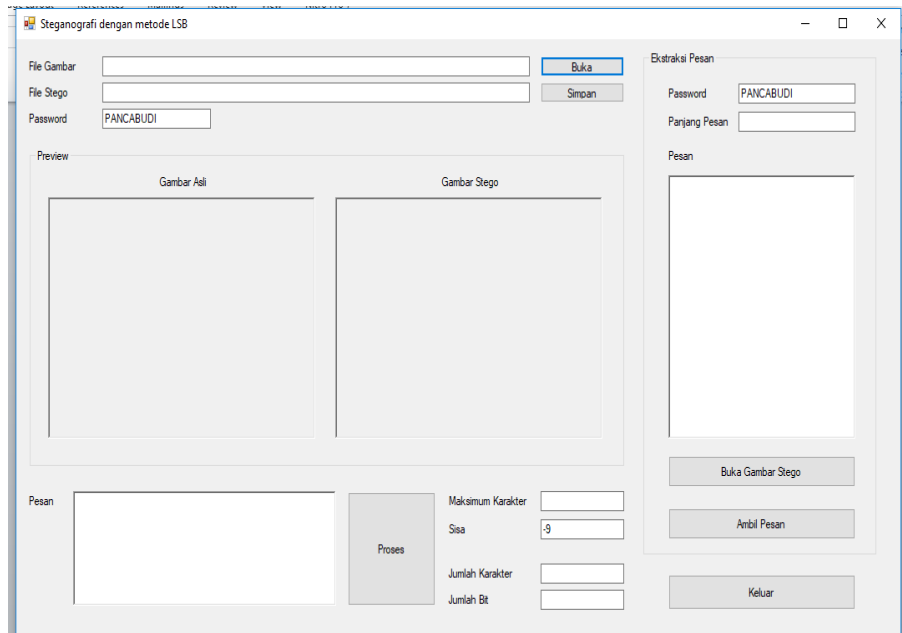 Steganografi dengan metode LSB
File Gambar
Buka
File Stego
Simpan
Password PANCABUDI
Preview
Gambar Asli Gambar Stego
Pesan
Proses
Maksimum Karakter
Sisa -9
Jumlah Karakter
Jumlah Bit
Ekstraksi Pesan
Password PANCABUDI
Panjang Pesan
Pesan
Buka Gambar Stego
Ambil Pesan
Keluar